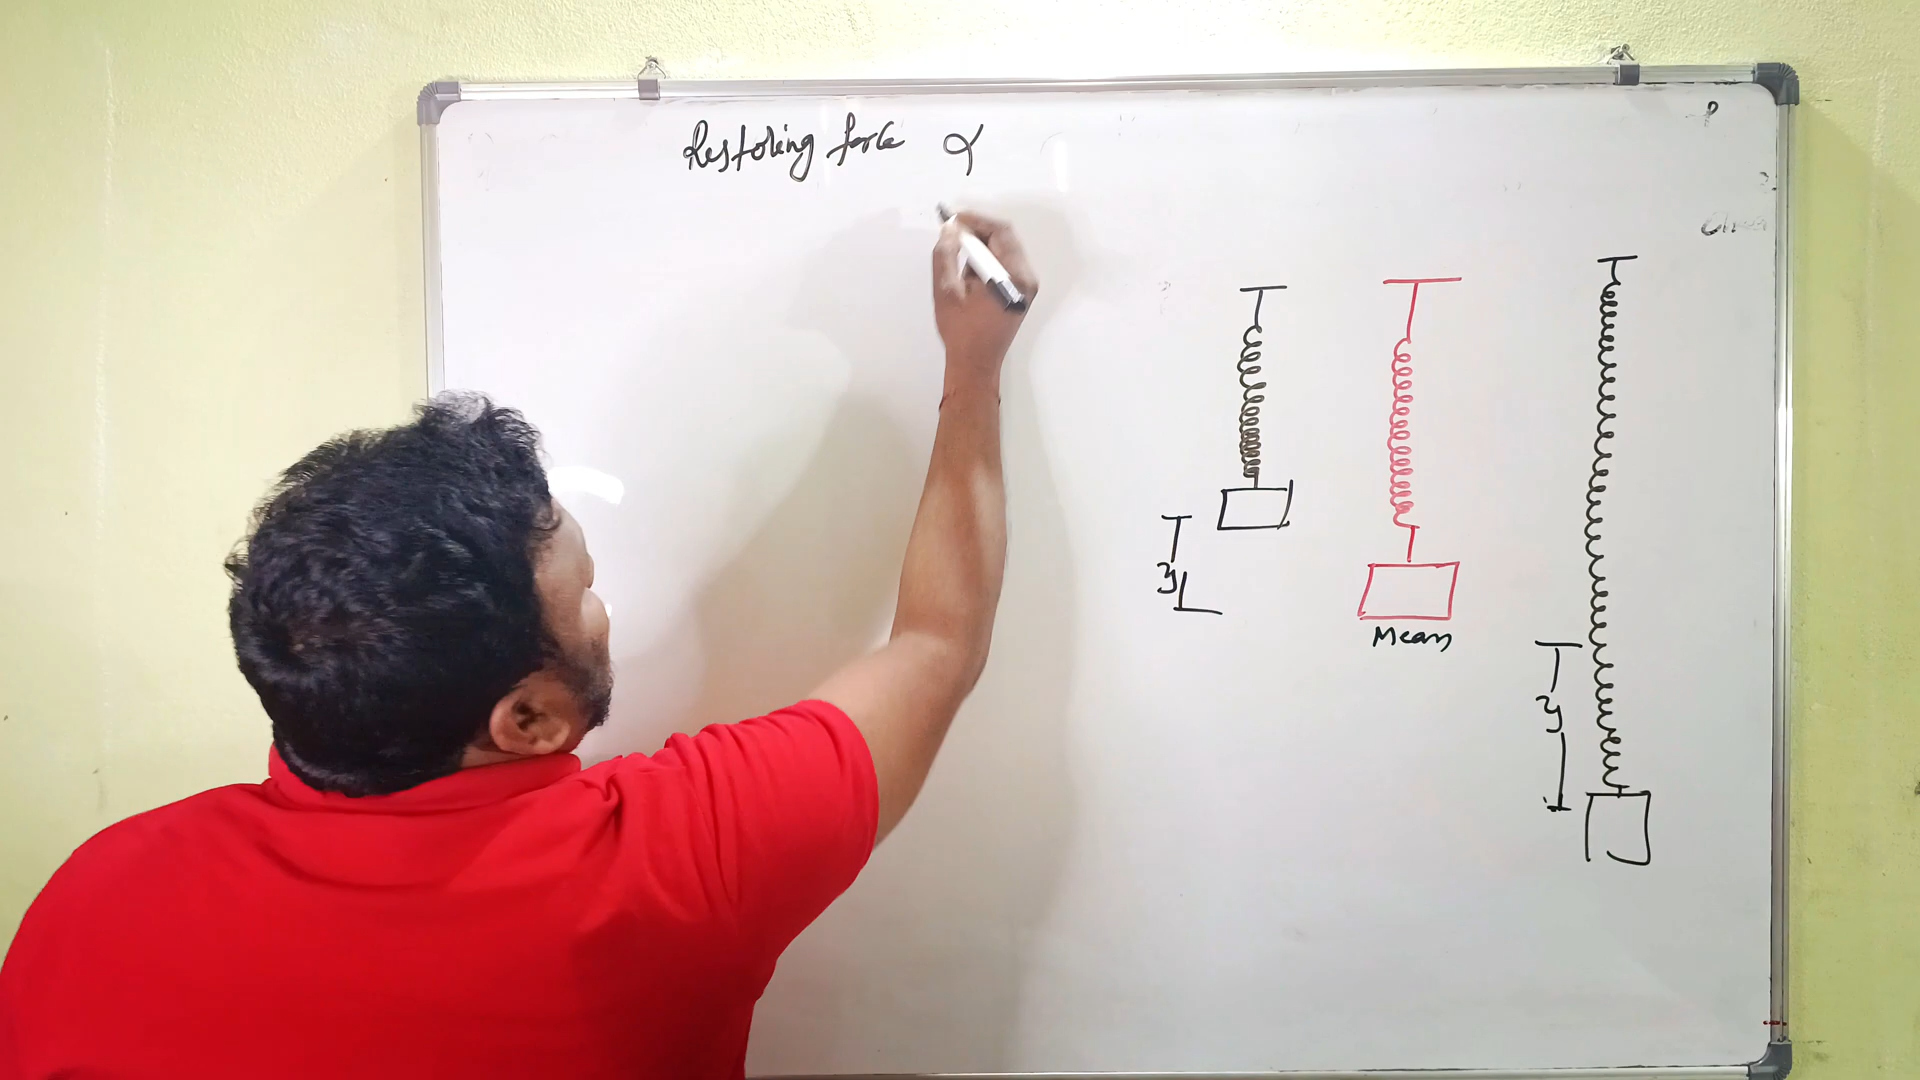 Restoring force α
y
Mean
y